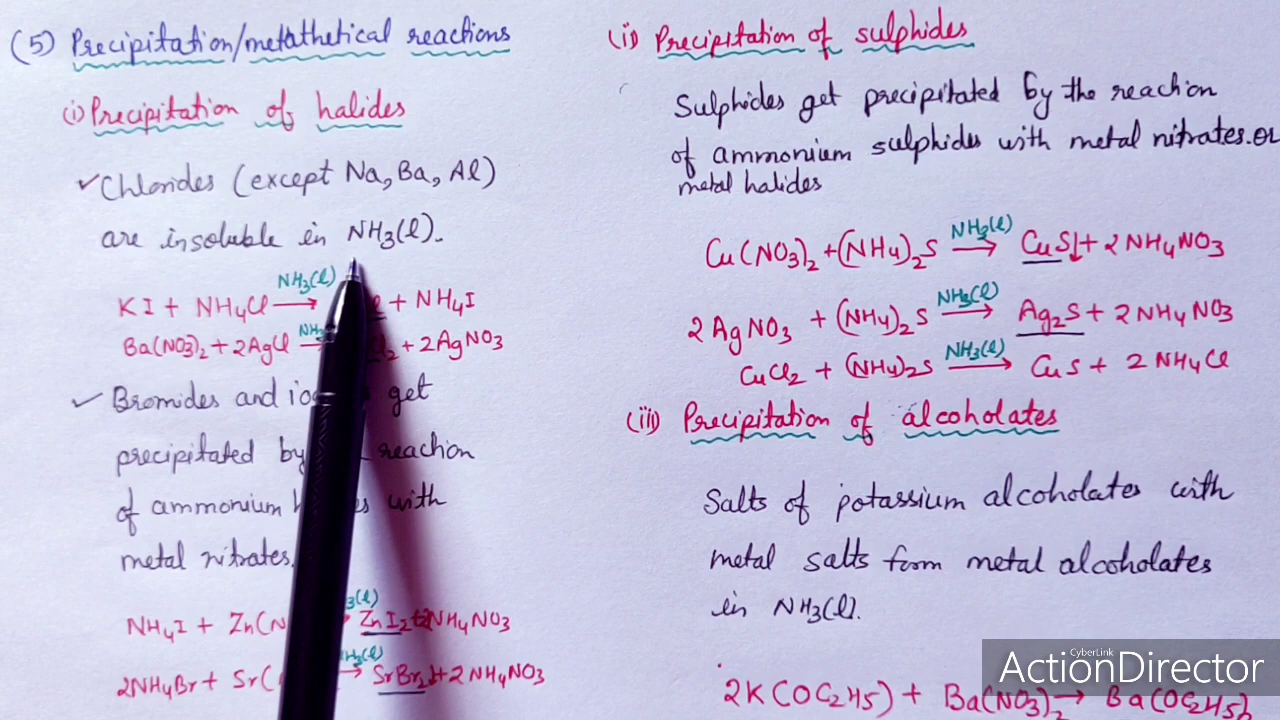 (5) Precipitation/metathetical reactions
(i) Precipitation of halides
✓ Chlorides (except Na, Ba, Al)
are insoluble in NH3(l).
NH3(l)
KI + NH4Cl → + NH4I
Ba(NO3)2 + 2AgCl → + 2AgNO3
✓ Bromides and get
precipitated by reaction
of ammonium with
metal nitrates.
NH4I + → ZnI2 + 2NH4NO3
2NH4Br + → SrBr2↓ + 2NH4NO3
(ii) Precipitation of sulphides
Sulphides get precipitated by the reaction
of ammonium sulphides with metal nitrates. or
metal halides
NH3(l)
Cu(NO3)2 + (NH4)2S → CuS↓ + 2NH4NO3
NH3(l)
2AgNO3 + (NH4)2S → Ag2S + 2NH4NO3
NH3(l)
CuCl2 + (NH4)2S → CuS + 2NH4Cl
(iii) Precipitation of alcoholates
Salts of potassium alcoholates with
metal salts form metal alcoholates
in NH3(l).
2K(OC2H5) + Ba(NO3)2 → Ba(OC2H5)2
CyberLink
ActionDirector